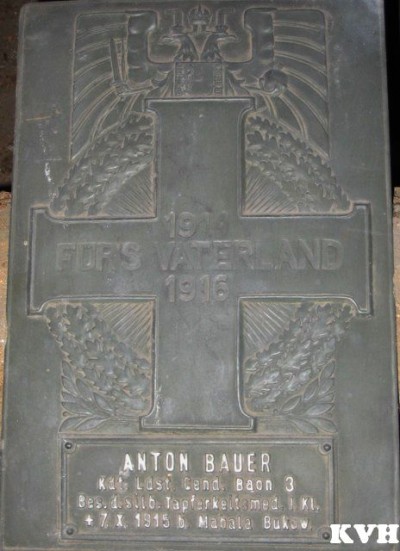 1914
FÜR'S VATERLAND
1916
ANTON BAUER
Kdt. Ldst. Gend. Baon 3
Bes. d. silb. Tapferkeitsmed. I. Kl.
+ 7. X. 1915 b. Mahala Bukow.
KVH